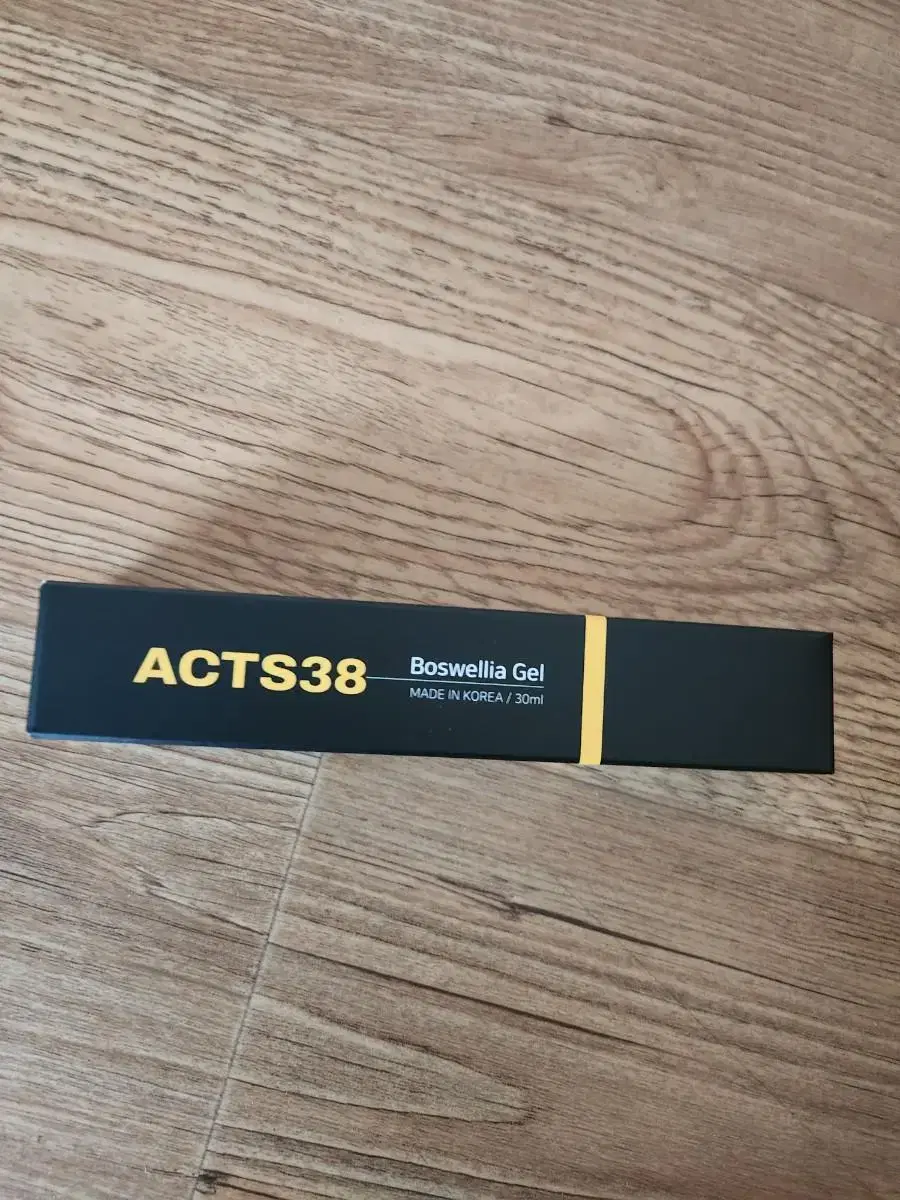 ACTS38
Boswellia Gel
MADE IN KOREA / 30ml